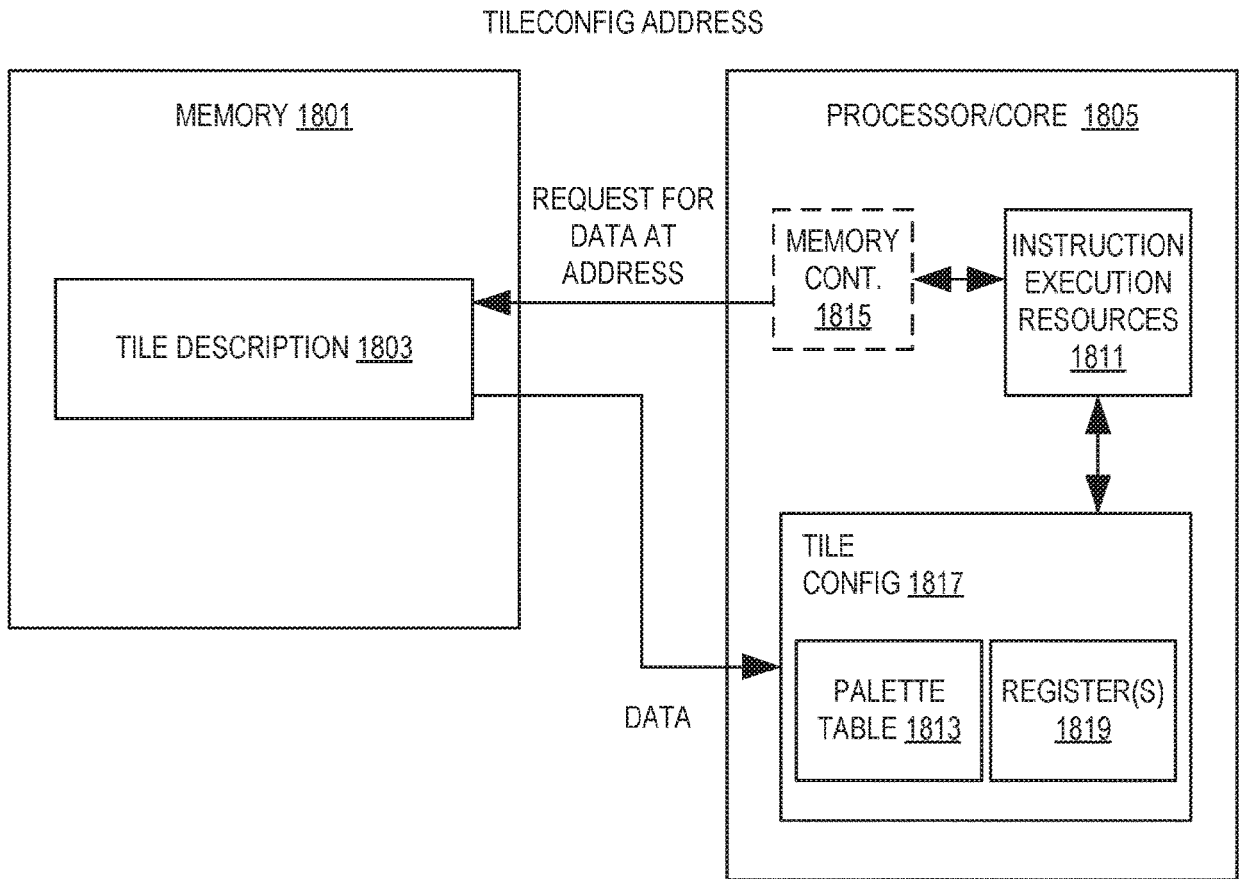 TILECONFIG ADDRESS
MEMORY 1801
PROCESSOR/CORE 1805
REQUEST FOR
DATA AT
ADDRESS
MEMORY
CONT.
1815
INSTRUCTION
EXECUTION
RESOURCES
1811
TILE DESCRIPTION 1803
TILE
CONFIG 1817
PALETTE
TABLE 1813
REGISTER(S)
1819
DATA